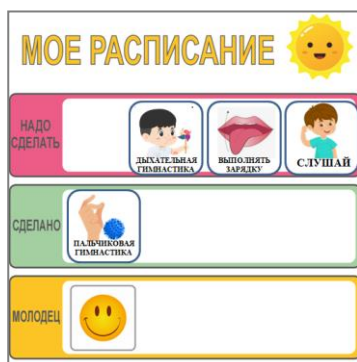 МОЕ РАСПИСАНИЕ
НАДО
СДЕЛАТЬ
ДЫХАТЕЛЬНАЯ
ГИМНАСТИКА
ВЫПОЛНЯТЬ
ЗАРЯДКУ
СЛУШАЙ
СДЕЛАНО
ПАЛЬЧИКОВАЯ
ГИМНАСТИКА
МОЛОДЕЦ